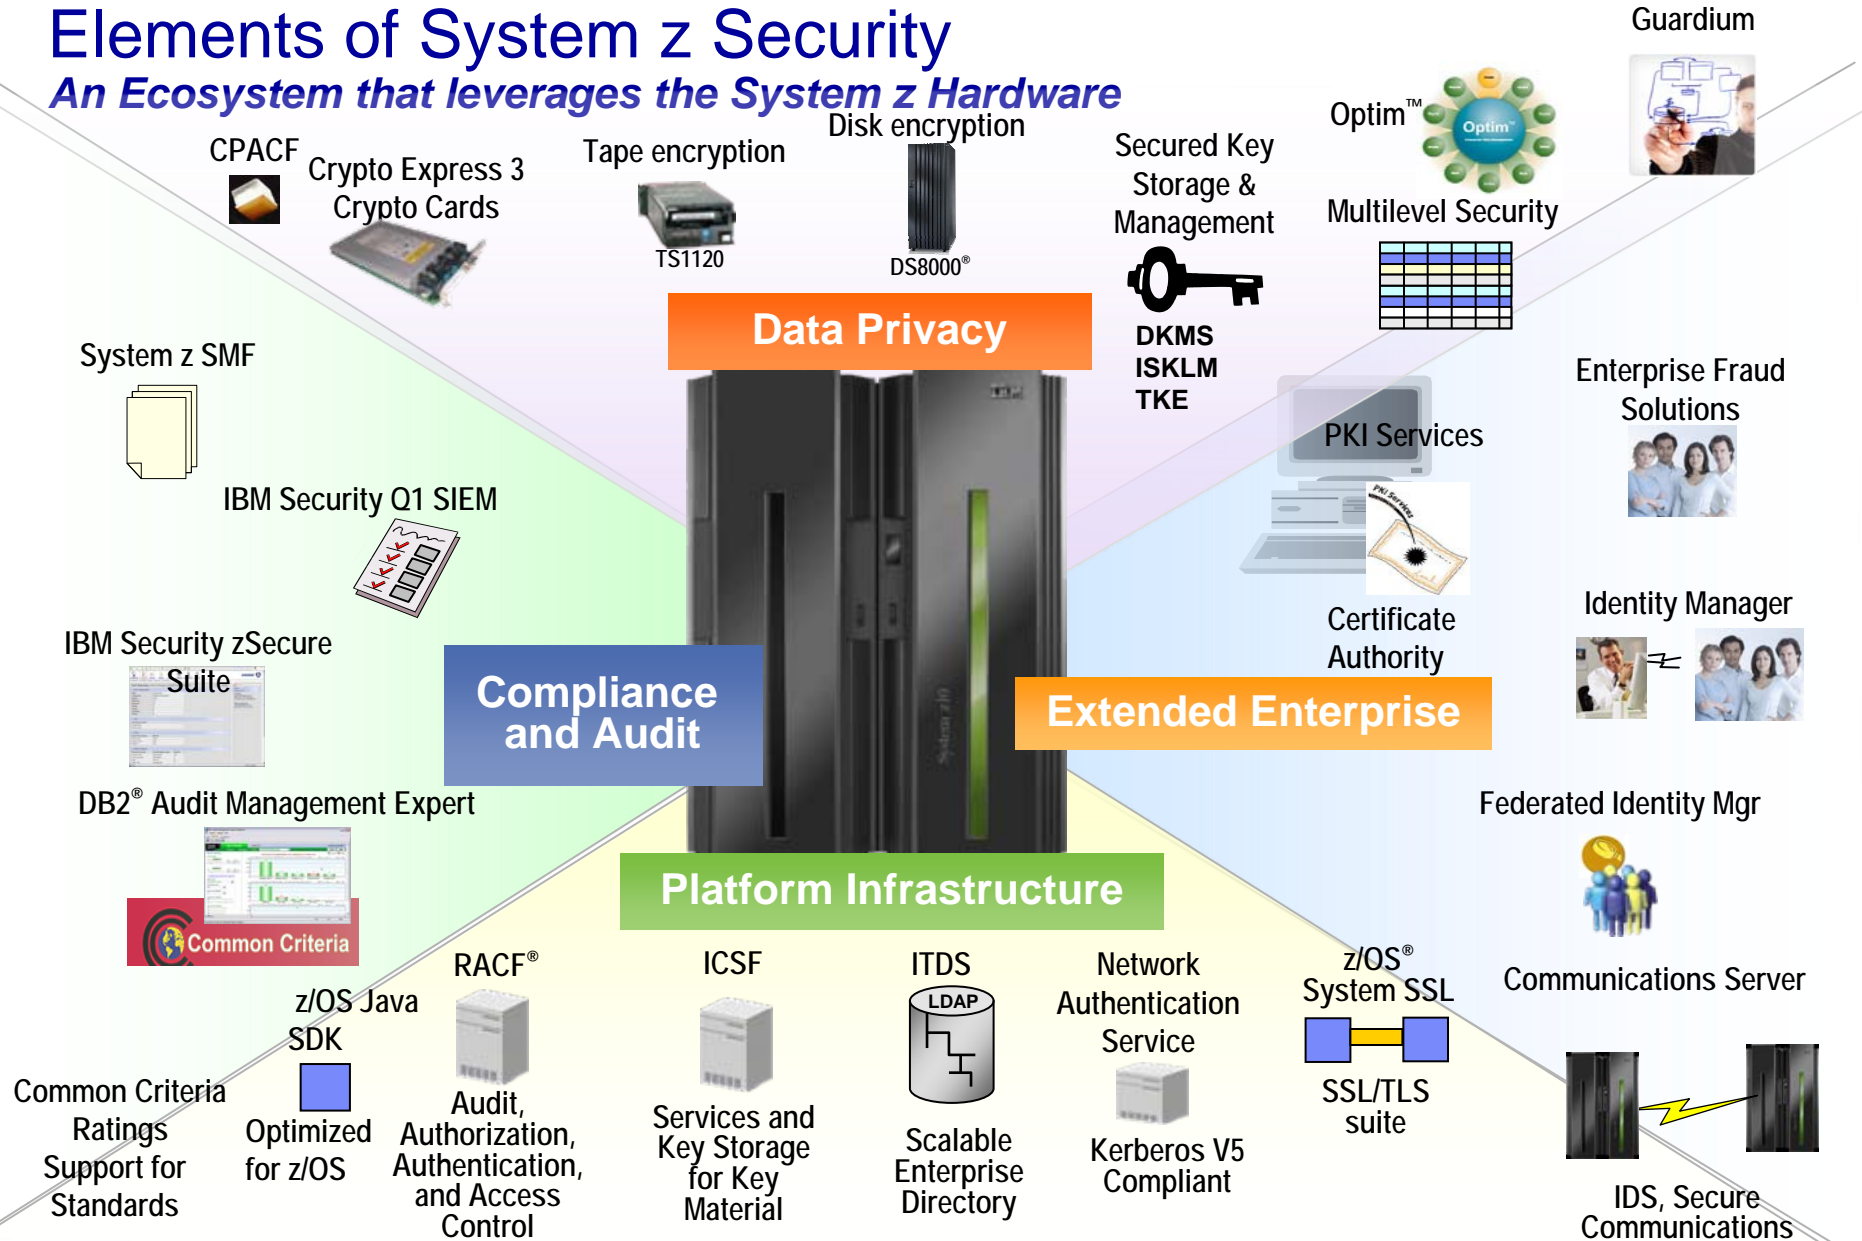 Elements of System z Security
An Ecosystem that leverages the System z Hardware
Guardium
Optim™
Optim™
CPACF
Crypto Express 3
Crypto Cards
Tape encryption
TS1120
Disk encryption
DS8000®
Secured Key
Storage &
Management
DKMS
ISKLM
TKE
Multilevel Security
Data Privacy
System z SMF
IBM Security Q1 SIEM
IBM Security zSecure
Suite
DB2® Audit Management Expert
Common Criteria
Compliance
and Audit
IBM
System z10
PKI Services
PKI Services
Certificate
Authority
Enterprise Fraud
Solutions
Identity Manager
Extended Enterprise
Federated Identity Mgr
Communications Server
IDS, Secure
Communications
Platform Infrastructure
Common Criteria
Ratings
Support for
Standards
z/OS Java
SDK
Optimized
for z/OS
RACF®
Audit,
Authorization,
Authentication,
and Access
Control
ICSF
Services and
Key Storage
for Key
Material
ITDS
LDAP
Scalable
Enterprise
Directory
Network
Authentication
Service
Kerberos V5
Compliant
z/OS®
System SSL
SSL/TLS
suite